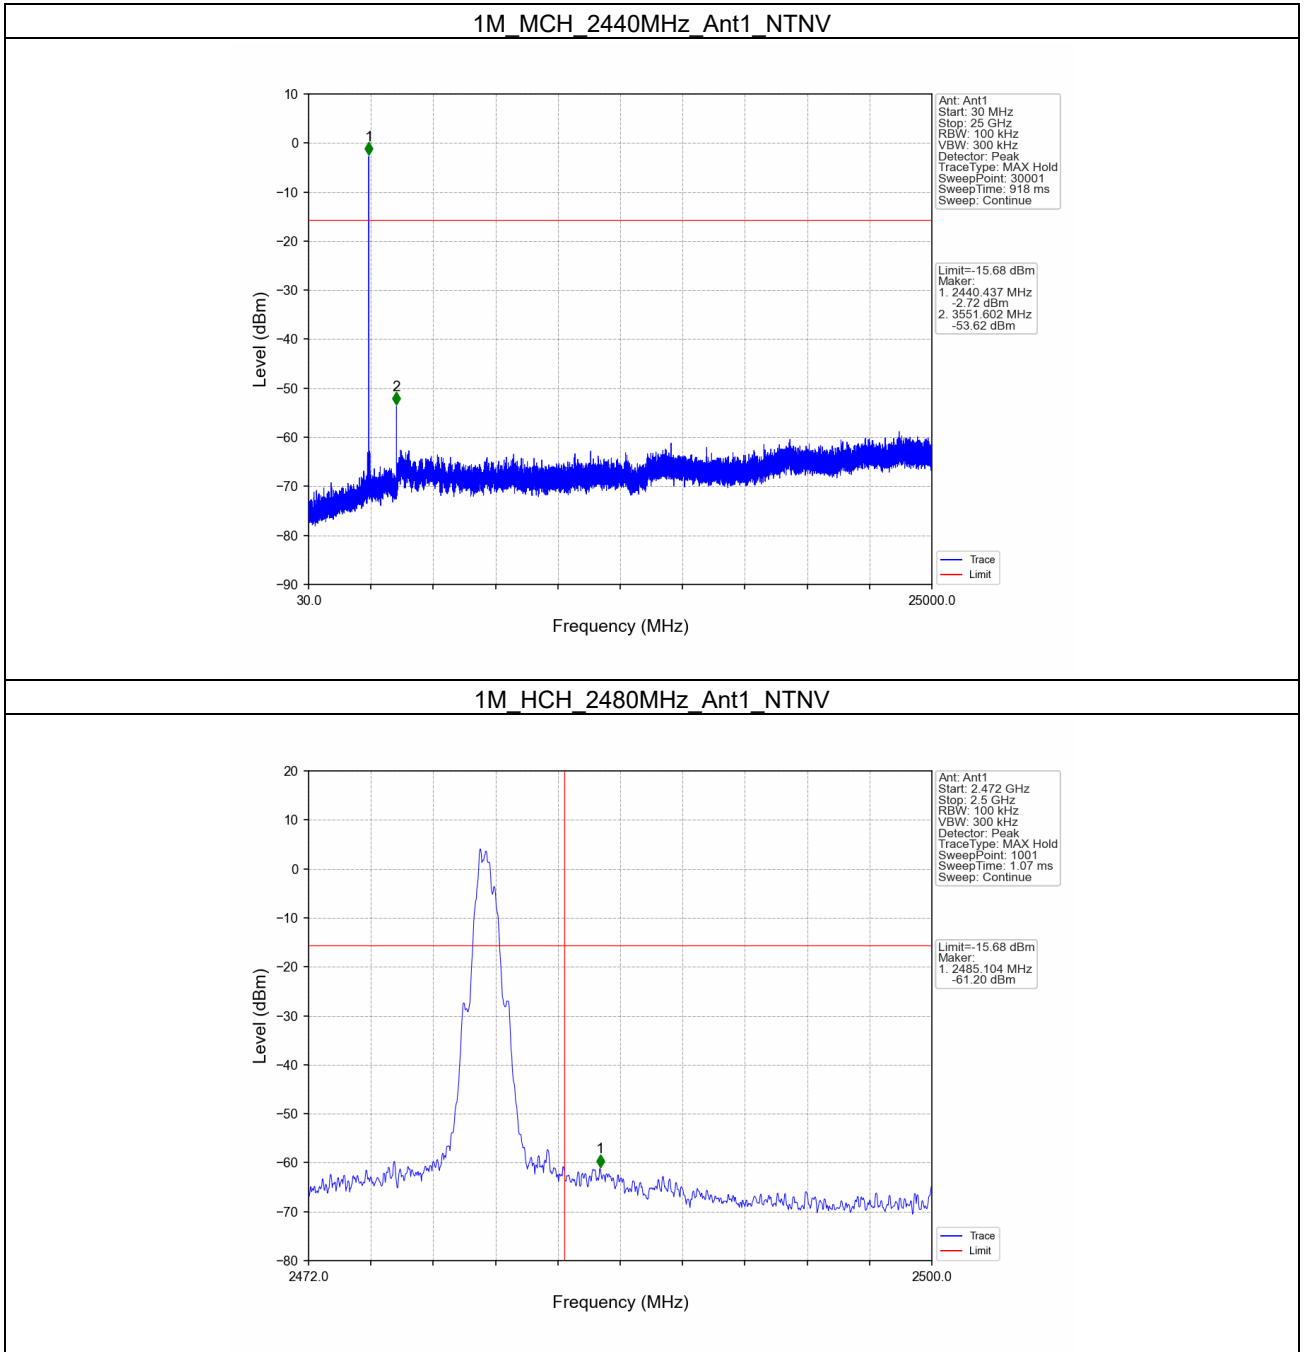 1M_MCH_2440MHz_Ant1_NTNV
10
0
−10
−20
−30
−40
−50
−60
−70
−80
−90
Level (dBm)
1
2
30.0
25000.0
Frequency (MHz)
Ant: Ant1
Start: 30 MHz
Stop: 25 GHz
RBW: 100 kHz
VBW: 300 kHz
Detector: Peak
TraceType: MAX Hold
SweepPoint: 30001
SweepTime: 918 ms
Sweep: Continue
Limit=-15.68 dBm
Maker:
1. 2440.437 MHz
-2.72 dBm
2. 3551.602 MHz
-53.62 dBm
Trace
Limit
1M_HCH_2480MHz_Ant1_NTNV
20
10
0
−10
−20
−30
−40
−50
−60
−70
−80
Level (dBm)
1
2472.0
2500.0
Frequency (MHz)
Ant: Ant1
Start: 2.472 GHz
Stop: 2.5 GHz
RBW: 100 kHz
VBW: 300 kHz
Detector: Peak
TraceType: MAX Hold
SweepPoint: 1001
SweepTime: 1.07 ms
Sweep: Continue
Limit=-15.68 dBm
Maker:
1. 2485.104 MHz
-61.20 dBm
Trace
Limit